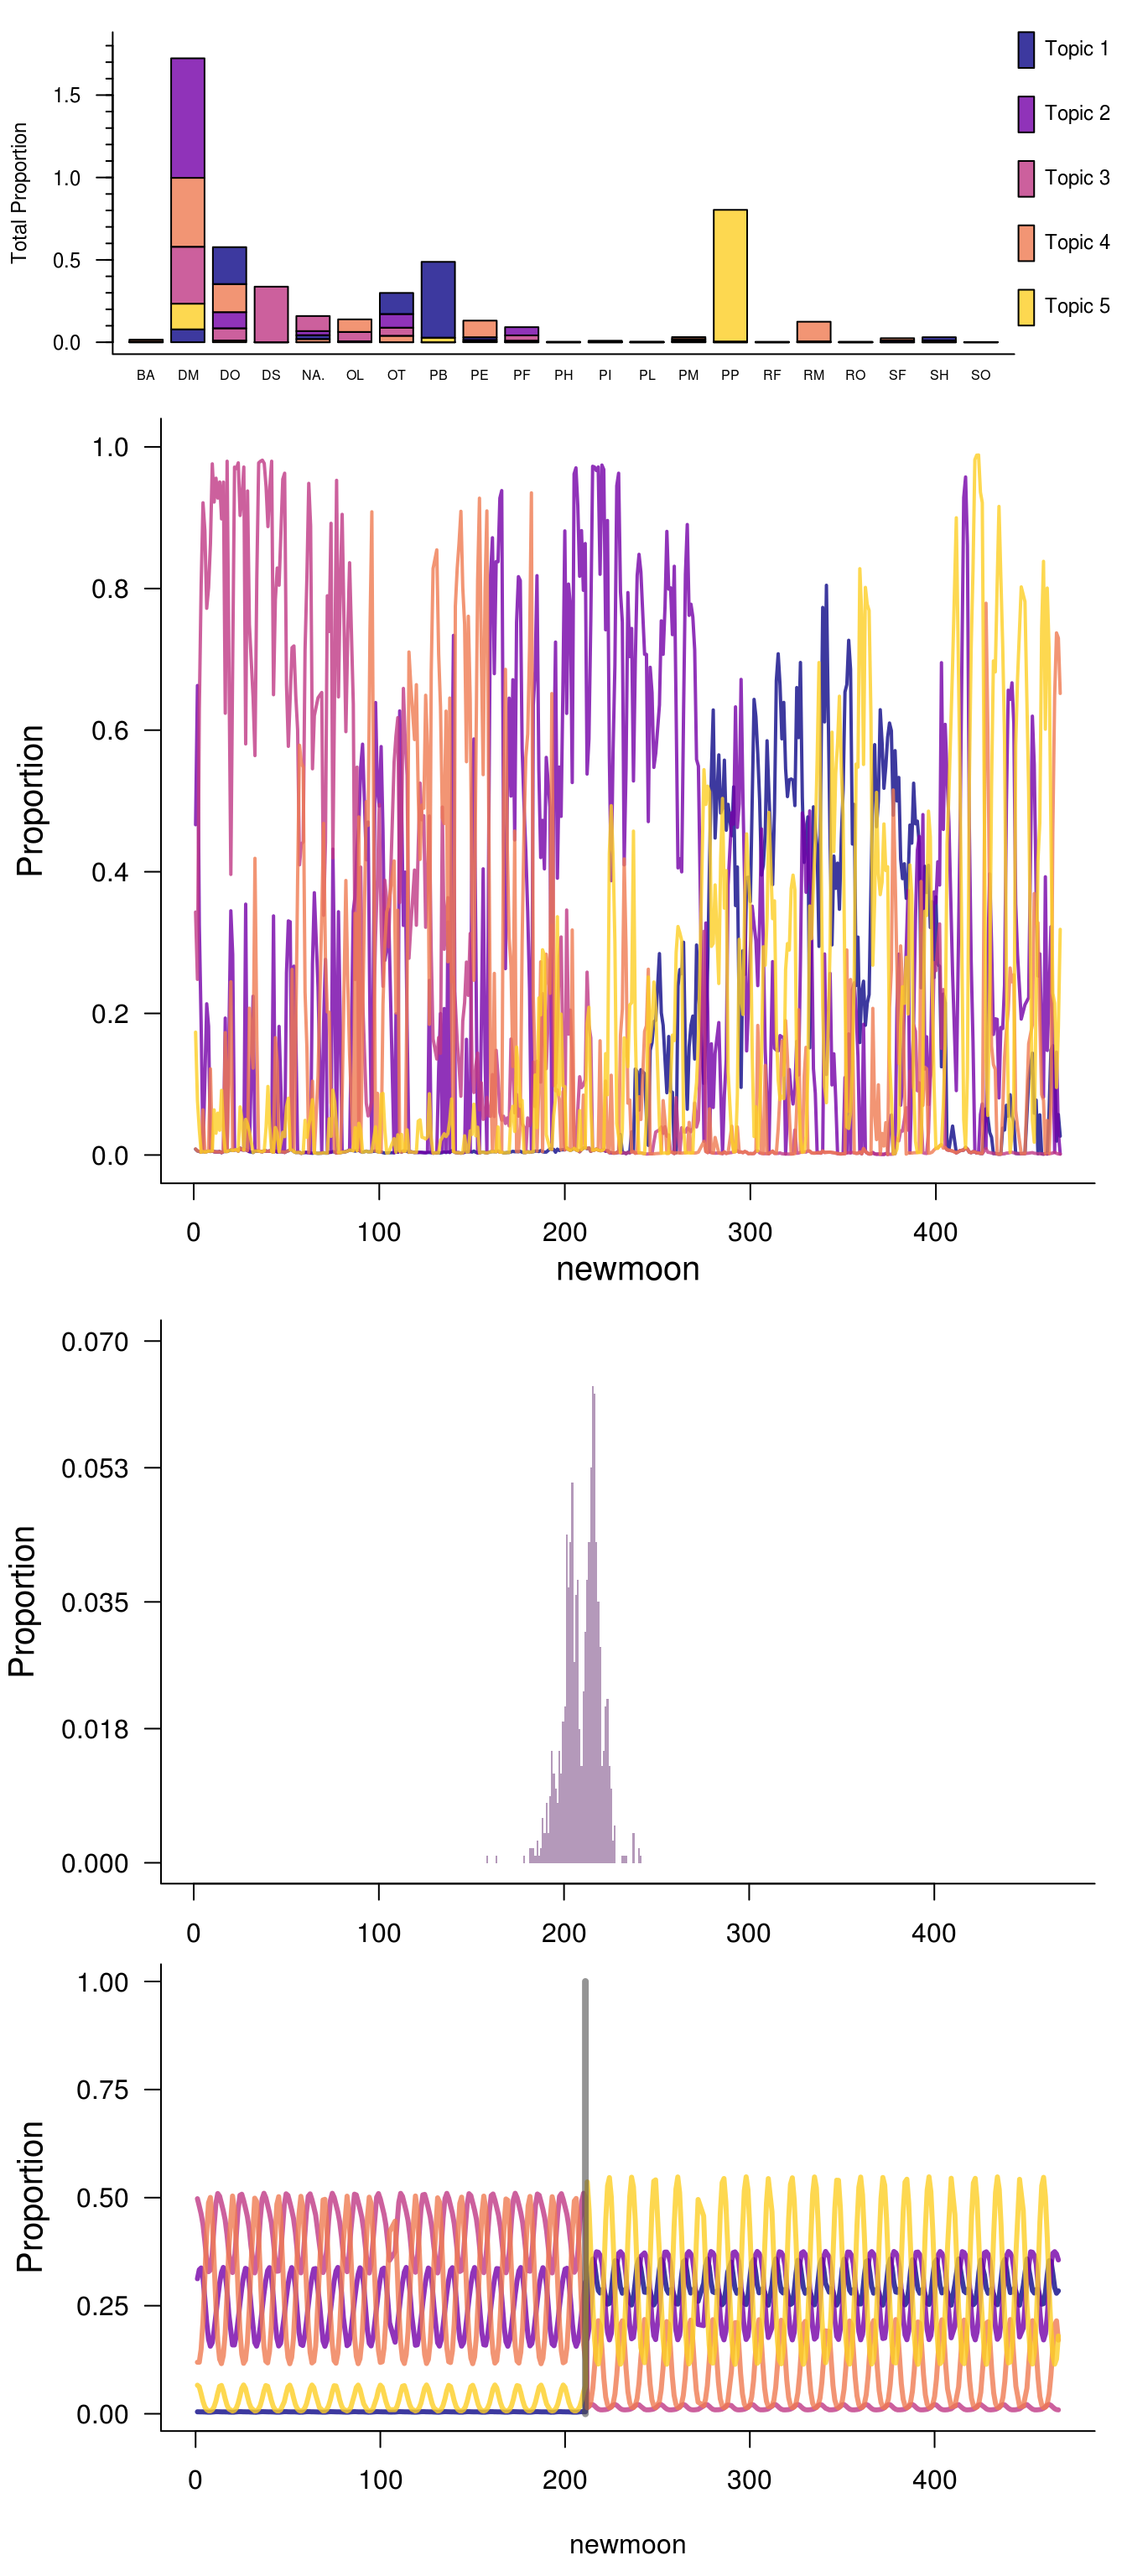 Total Proportion
1.5
1.0
0.5
0.0
BA DM DO DS NA. OL OT PB PE PF PH PI PL PM PP RF RM RO SF SH SO
Topic 1
Topic 2
Topic 3
Topic 4
Topic 5
Proportion
1.0
0.8
0.6
0.4
0.2
0.0
0 100 200 300 400
newmoon
Proportion
0.070
0.053
0.035
0.018
0.000
0 100 200 300 400
Proportion
1.00
0.75
0.50
0.25
0.00
0 100 200 300 400
newmoon